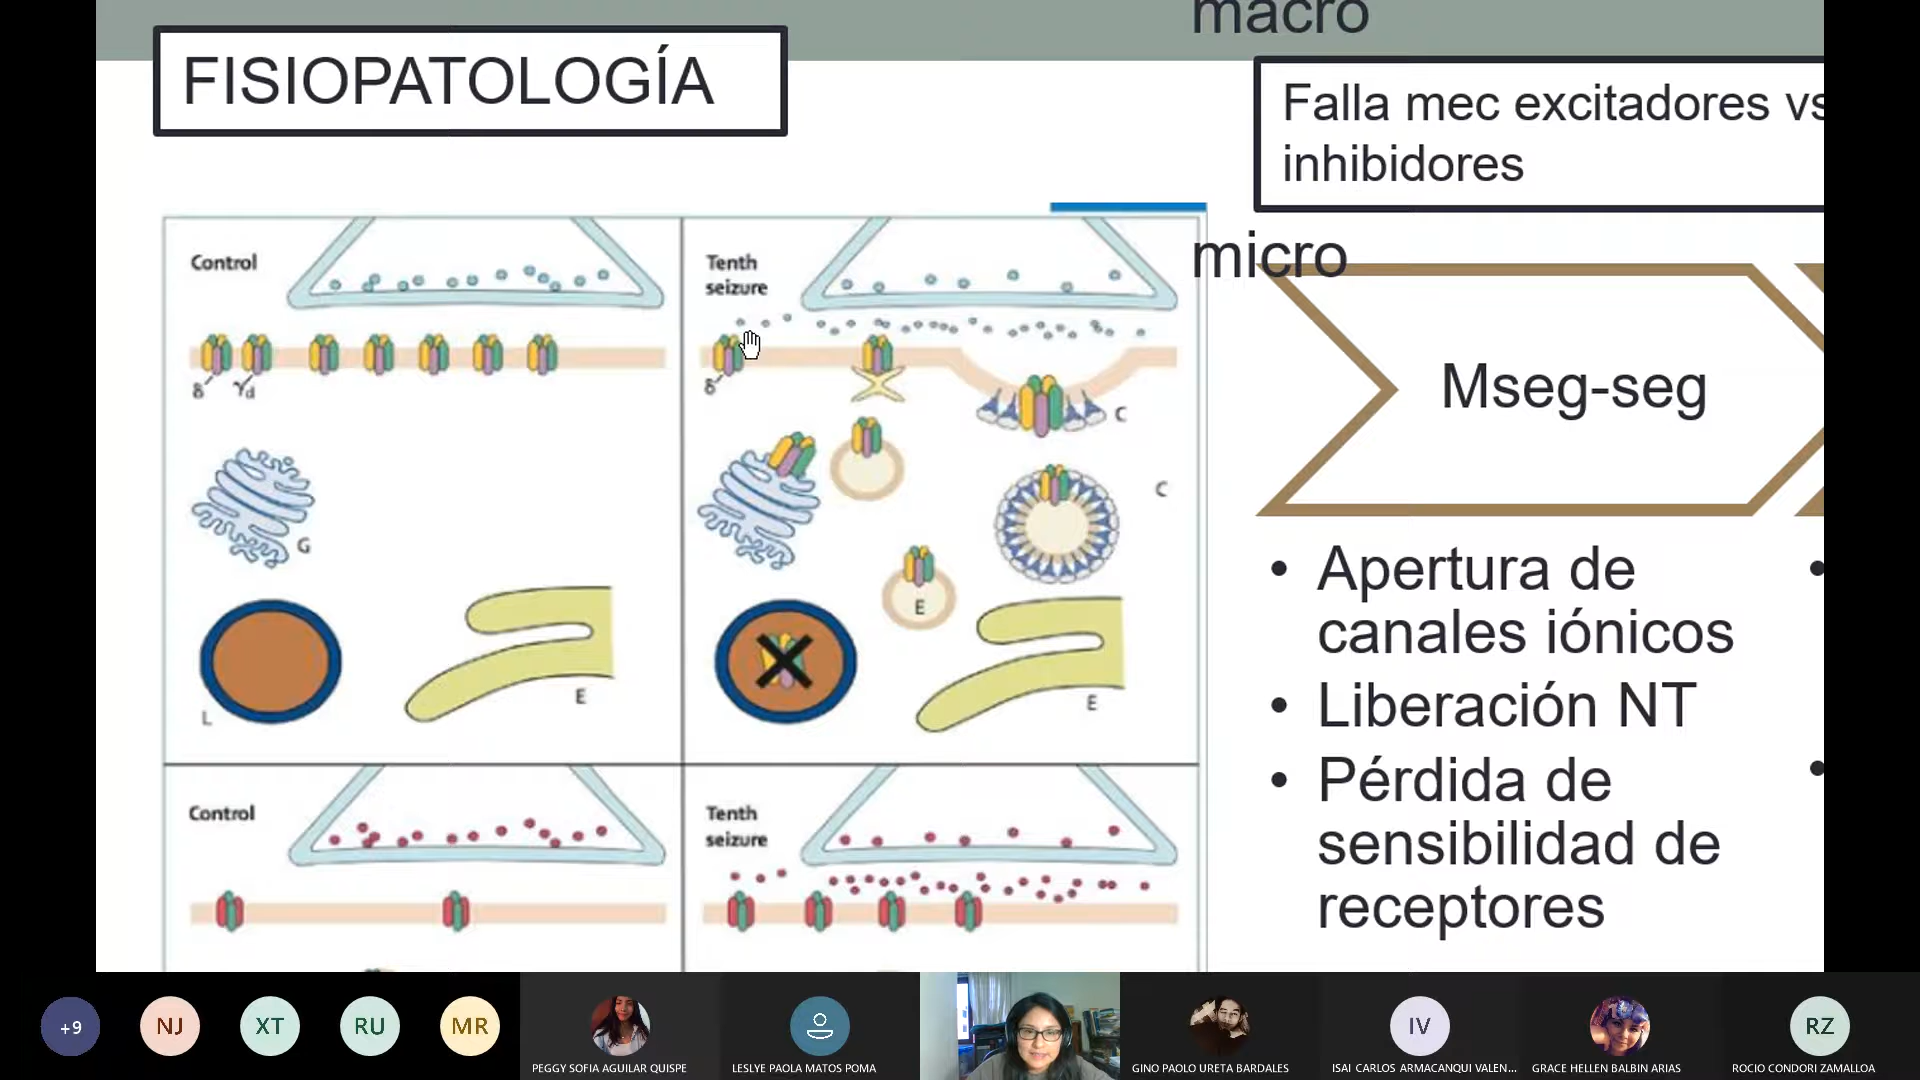 macro
FISIOPATOLOGÍA
Falla mec excitadores vs
inhibidores
micro
Control
δ
γd
G
L
E
Tenth
seizure
δ
C
C
E
E
Control
Tenth
seizure
Mseg-seg
• Apertura de
canales iónicos
• Liberación NT
• Pérdida de
sensibilidad de
receptores
+9
NJ
XT
RU
MR
PEGGY SOFIA AGUILAR QUISPE
LESLYE PAOLA MATOS POMA
GINO PAOLO URETA BARDALES
IV
ISAI CARLOS ARMACANQUI VALEN...
GRACE HELLEN BALBIN ARIAS
RZ
ROCIO CONDORI ZAMALLOA